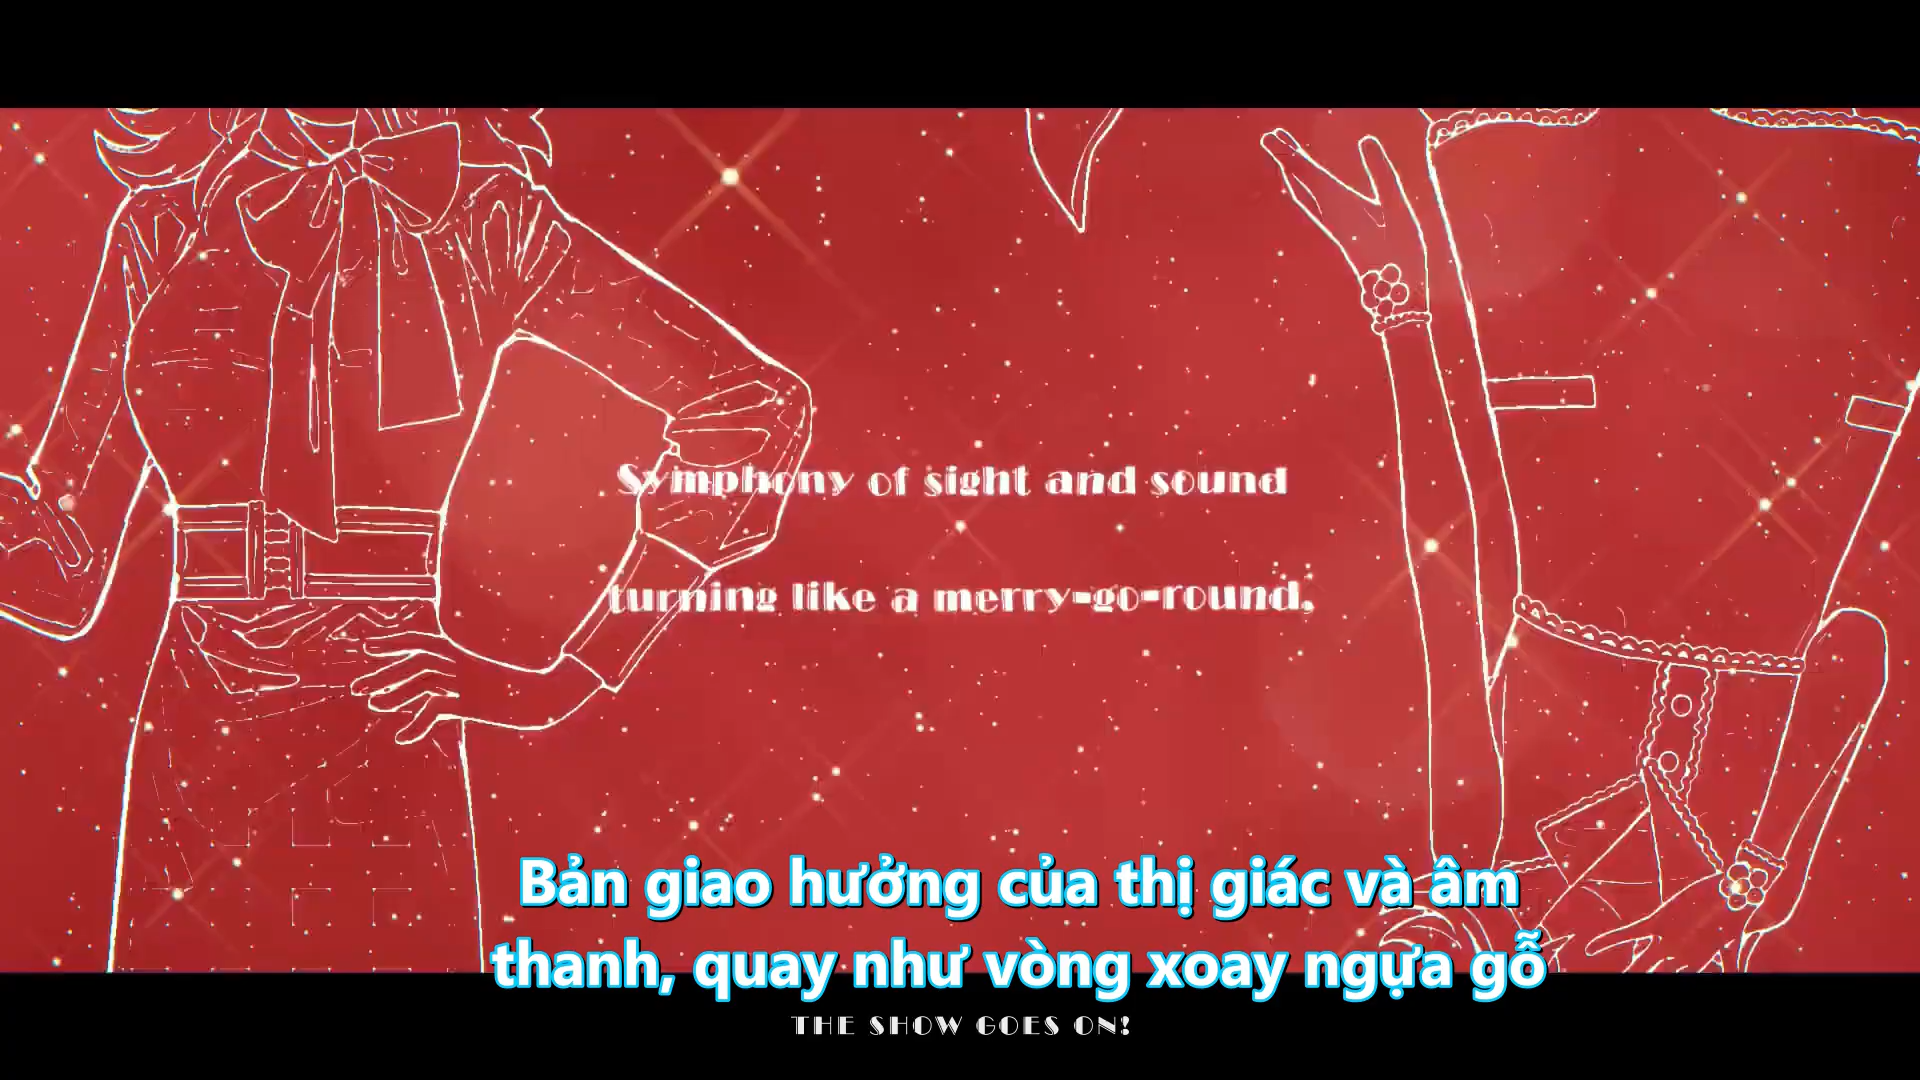 Symphony of sight and sound
turning like a merry-go-round,
Bản giao hưởng của thị giác và âm
thanh, quay như vòng xoay ngựa gỗ
THE SHOW GOES ON!